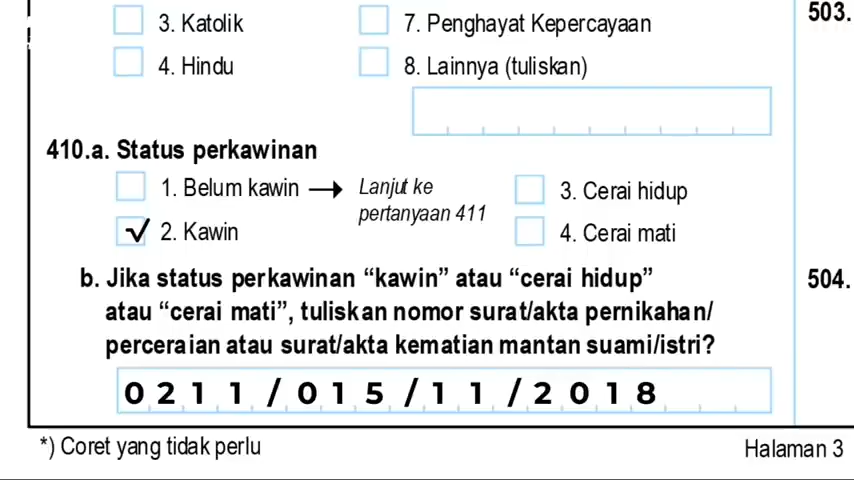 3. Katolik
7. Penghayat Kepercayaan
4. Hindu
8. Lainnya (tuliskan)
410.a. Status perkawinan
1. Belum kawin → Lanjut ke pertanyaan 411
3. Cerai hidup
√ 2. Kawin
4. Cerai mati
b. Jika status perkawinan “kawin” atau “cerai hidup”
atau “cerai mati”, tuliskan nomor surat/akta pernikahan/
perceraian atau surat/akta kematian mantan suami/istri?
0211/015/11/2018
*) Coret yang tidak perlu
Halaman 3
503.
504.